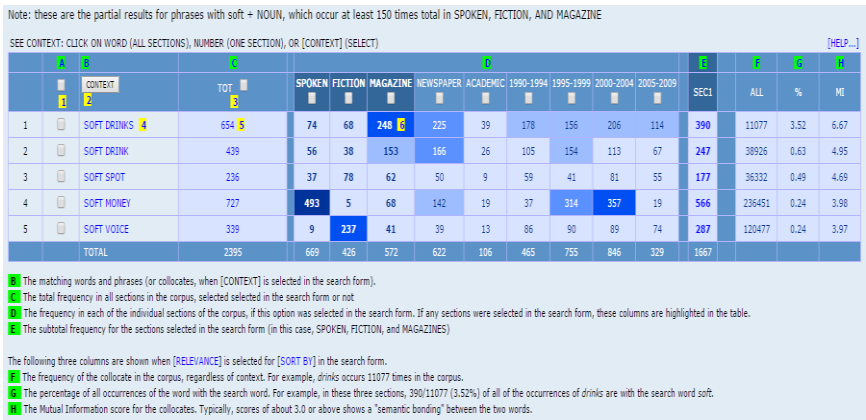 Note: these are the partial results for phrases with soft + NOUN, which occur at least 150 times total in SPOKEN, FICTION, AND MAGAZINE
SEE CONTEXT: CLICK ON WORD (ALL SECTIONS), NUMBER (ONE SECTION), OR [CONTEXT] (SELECT) [HELP...]
A B C D E F G H
CONTEXT TOT SPOKEN FICTION MAGAZINE NEWSPAPER ACADEMIC 1990-1994 1995-1999 2000-2004 2005-2009 SEC1 ALL % MI
1 2 3
1 SOFT DRINKS 4 654 5 74 68 248 6 225 39 178 156 206 114 390 11077 3.52 6.67
2 SOFT DRINK 439 56 38 153 166 26 105 154 113 67 247 38926 0.63 4.95
3 SOFT SPOT 236 37 78 62 50 9 59 41 81 55 177 36332 0.49 4.69
4 SOFT MONEY 727 493 5 68 142 19 37 314 357 19 566 236451 0.24 3.98
5 SOFT VOICE 339 9 237 41 39 13 86 90 89 74 287 120477 0.24 3.97
TOTAL 2395 669 426 572 622 106 465 755 846 329 1667
B The matching words and phrases (or collocates, when [CONTEXT] is selected in the search form).
C The total frequency in all sections in the corpus, selected selected in the search form or not
D The frequency in each of the individual sections of the corpus, if this option was selected in the search form. If any sections were selected in the search form, these columns are highlighted in the table.
E The subtotal frequency for the sections selected in the search form (in this case, SPOKEN, FICTION, and MAGAZINES)
The following three columns are shown when [RELEVANCE] is selected for [SORT BY] in the search form.
F The frequency of the collocate in the corpus, regardless of context. For example, drinks occurs 11077 times in the corpus.
G The percentage of all occurrences of the word with the search word. For example, in these three sections, 390/11077 (3.52%) of all of the occurrences of drinks are with the search word soft.
H The Mutual Information score for the collocates. Typically, scores of about 3.0 or above shows a "semantic bonding" between the two words.